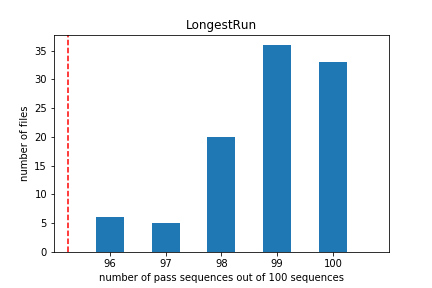 LongestRun
number of files
35
30
25
20
15
10
5
0
96 97 98 99 100
number of pass sequences out of 100 sequences